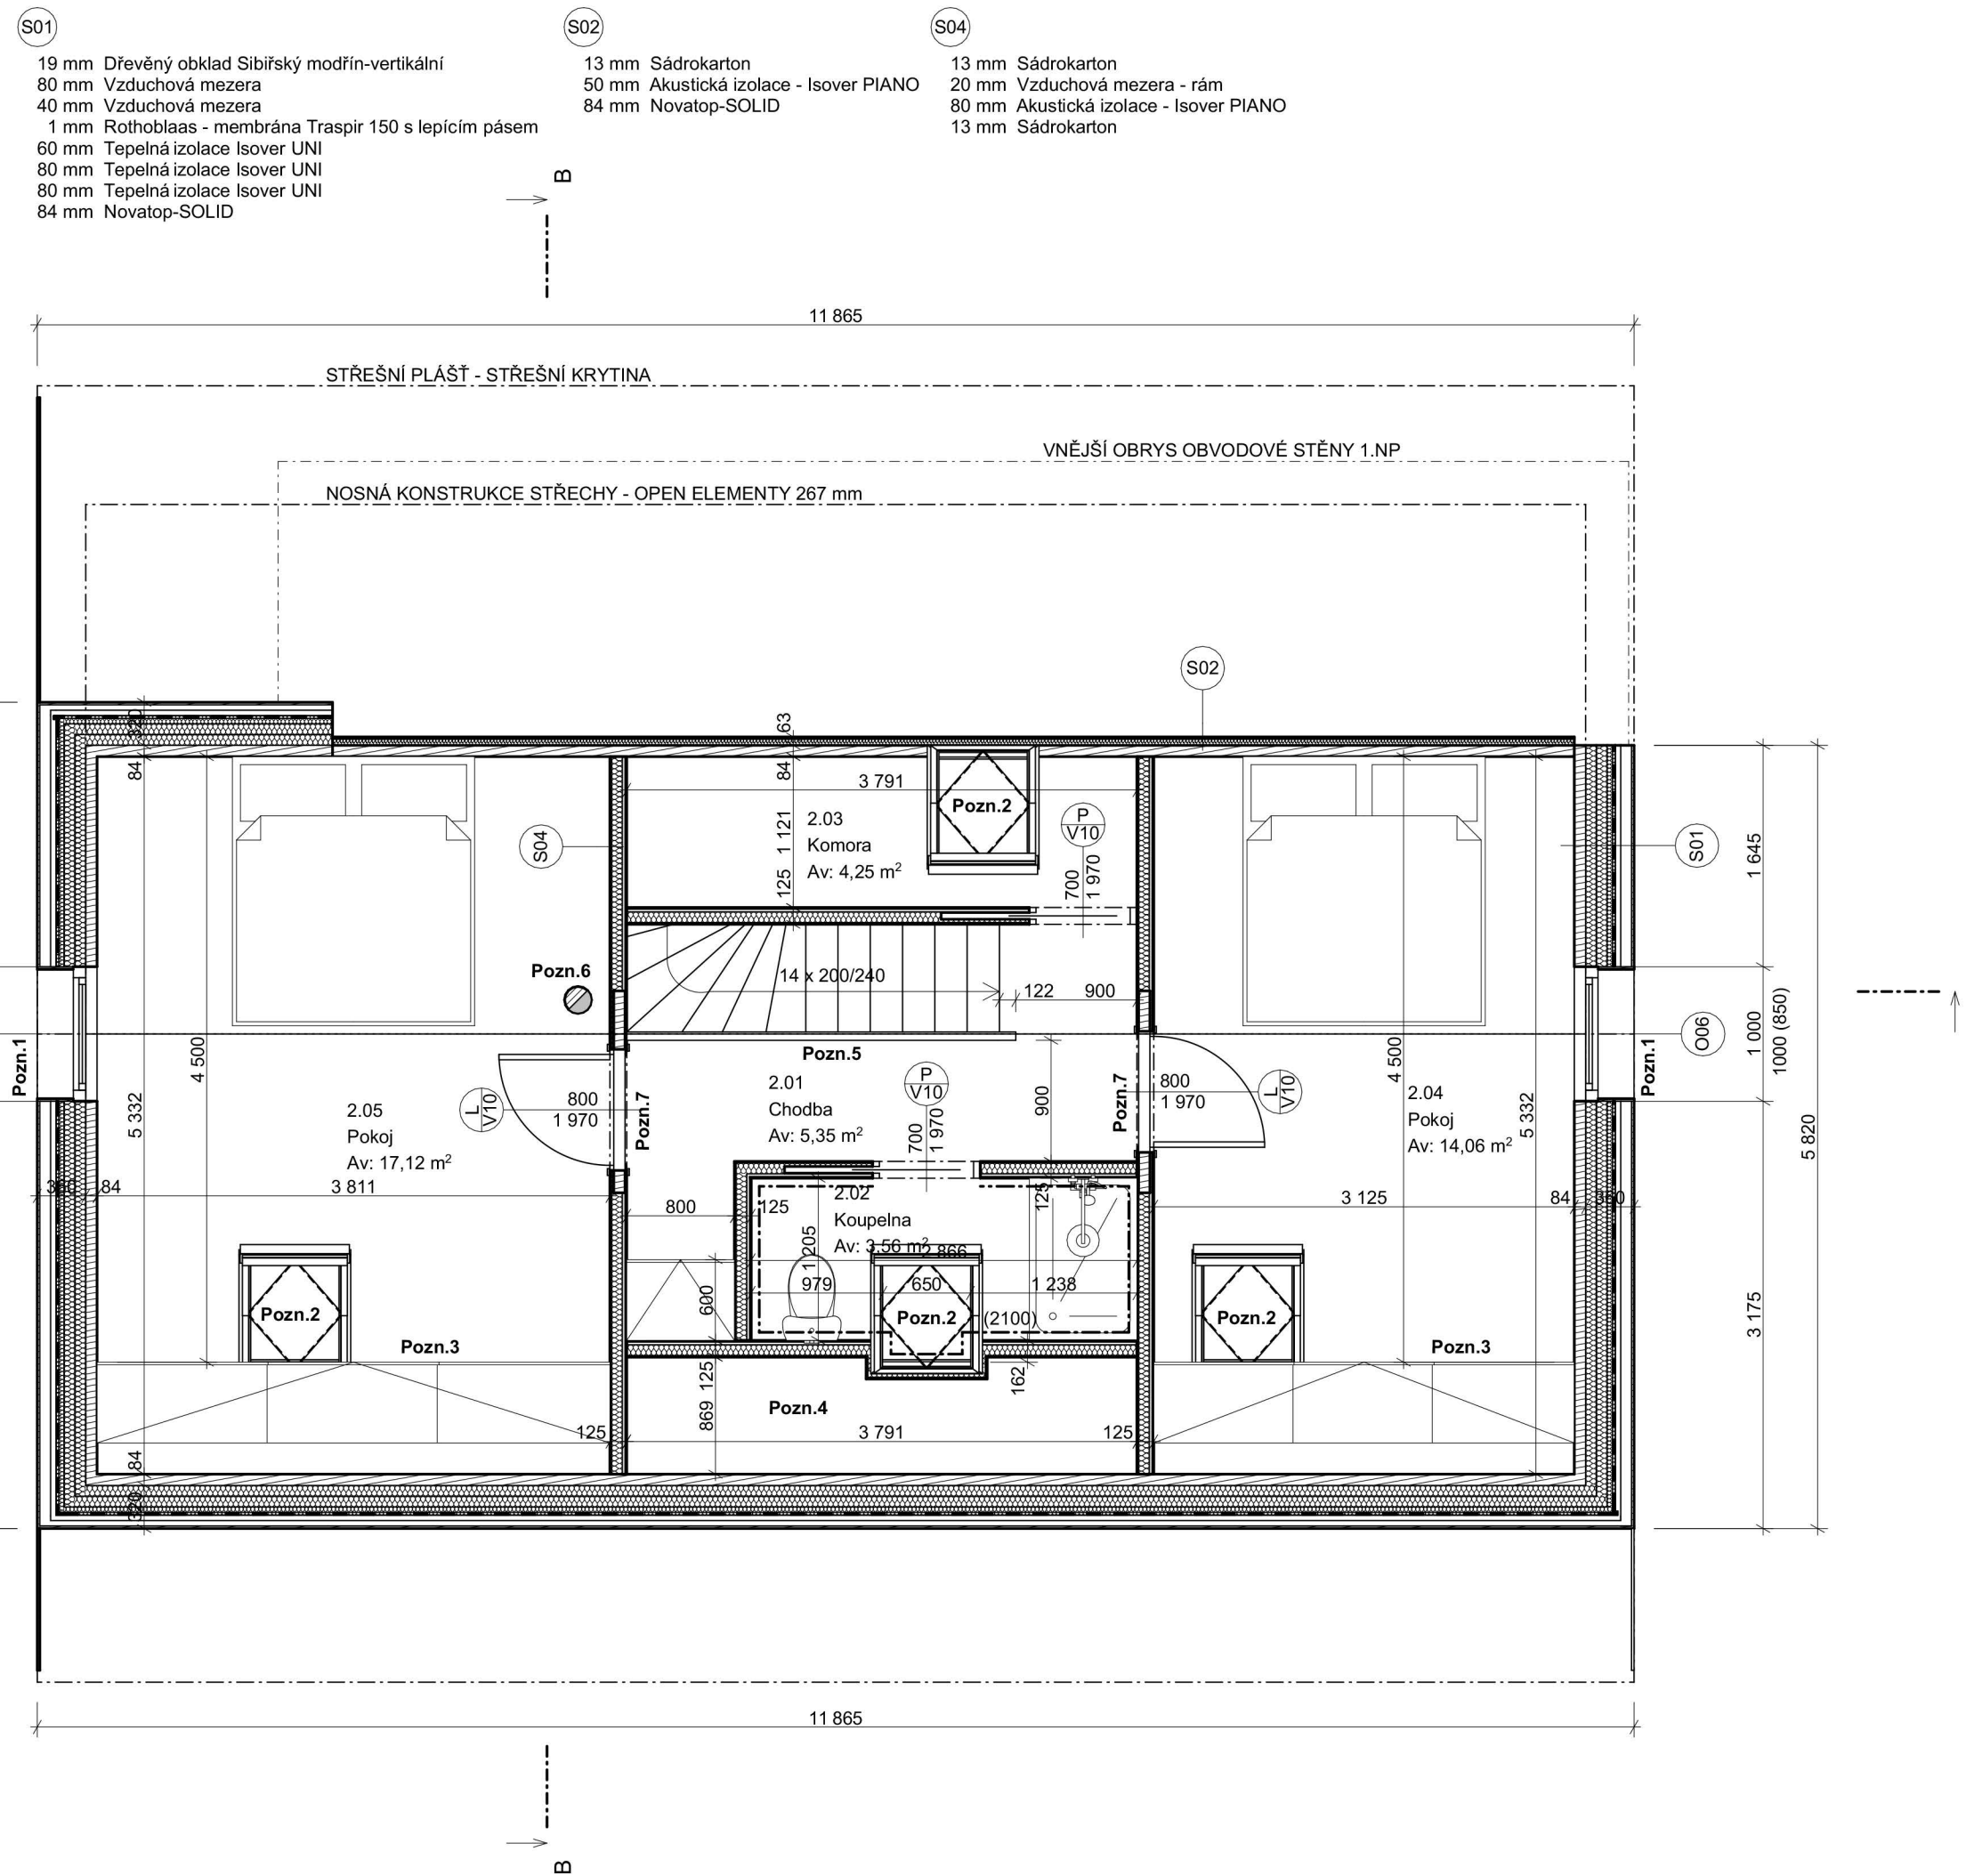 S01
19 mm Dřevěný obklad Sibiřský modřín-vertikální
80 mm Vzduchová mezera
40 mm Vzduchová mezera
1 mm Rothoblaas - membrána Traspir 150 s lepícím pásem
60 mm Tepelná izolace Isover UNI
80 mm Tepelná izolace Isover UNI
80 mm Tepelná izolace Isover UNI
84 mm Novatop-SOLID
S02
13 mm Sádrokarton
50 mm Akustická izolace - Isover PIANO
84 mm Novatop-SOLID
S04
13 mm Sádrokarton
20 mm Vzduchová mezera - rám
80 mm Akustická izolace - Isover PIANO
13 mm Sádrokarton
B
11 865
STŘEŠNÍ PLÁŠŤ - STŘEŠNÍ KRYTINA
VNĚJŠÍ OBRYS OBVODOVÉ STĚNY 1.NP
NOSNÁ KONSTRUKCE STŘECHY - OPEN ELEMENTY 267 mm
S02
320
84
63
84
3 791
Pozn.2
P
V10
1 121
2.03
Komora
Av: 4,25 m²
125
700
1 970
S04
S01
1 645
Pozn.6
14 x 200/240
122
900
Pozn.1
4 500
5 332
Pozn.5
2.01
Chodba
Av: 5,35 m²
P
V10
700
1 970
900
2.05
Pokoj
Av: 17,12 m²
L
V10
800
1 970
Pozn.7
Pozn.7
800
1 970
L
V10
4 500
2.04
Pokoj
Av: 14,06 m²
5 332
Pozn.1
O06
1 000
1000 (850)
5 820
84
3 811
800
125
2.02
Koupelna
Av: 3,56 m²
1 205
2 866
125
3 125
84
979
650
1 238
600
Pozn.2
Pozn.2
(2100)
Pozn.2
3 175
Pozn.3
Pozn.3
869
125
162
Pozn.4
125
3 791
125
84
320
11 865
B